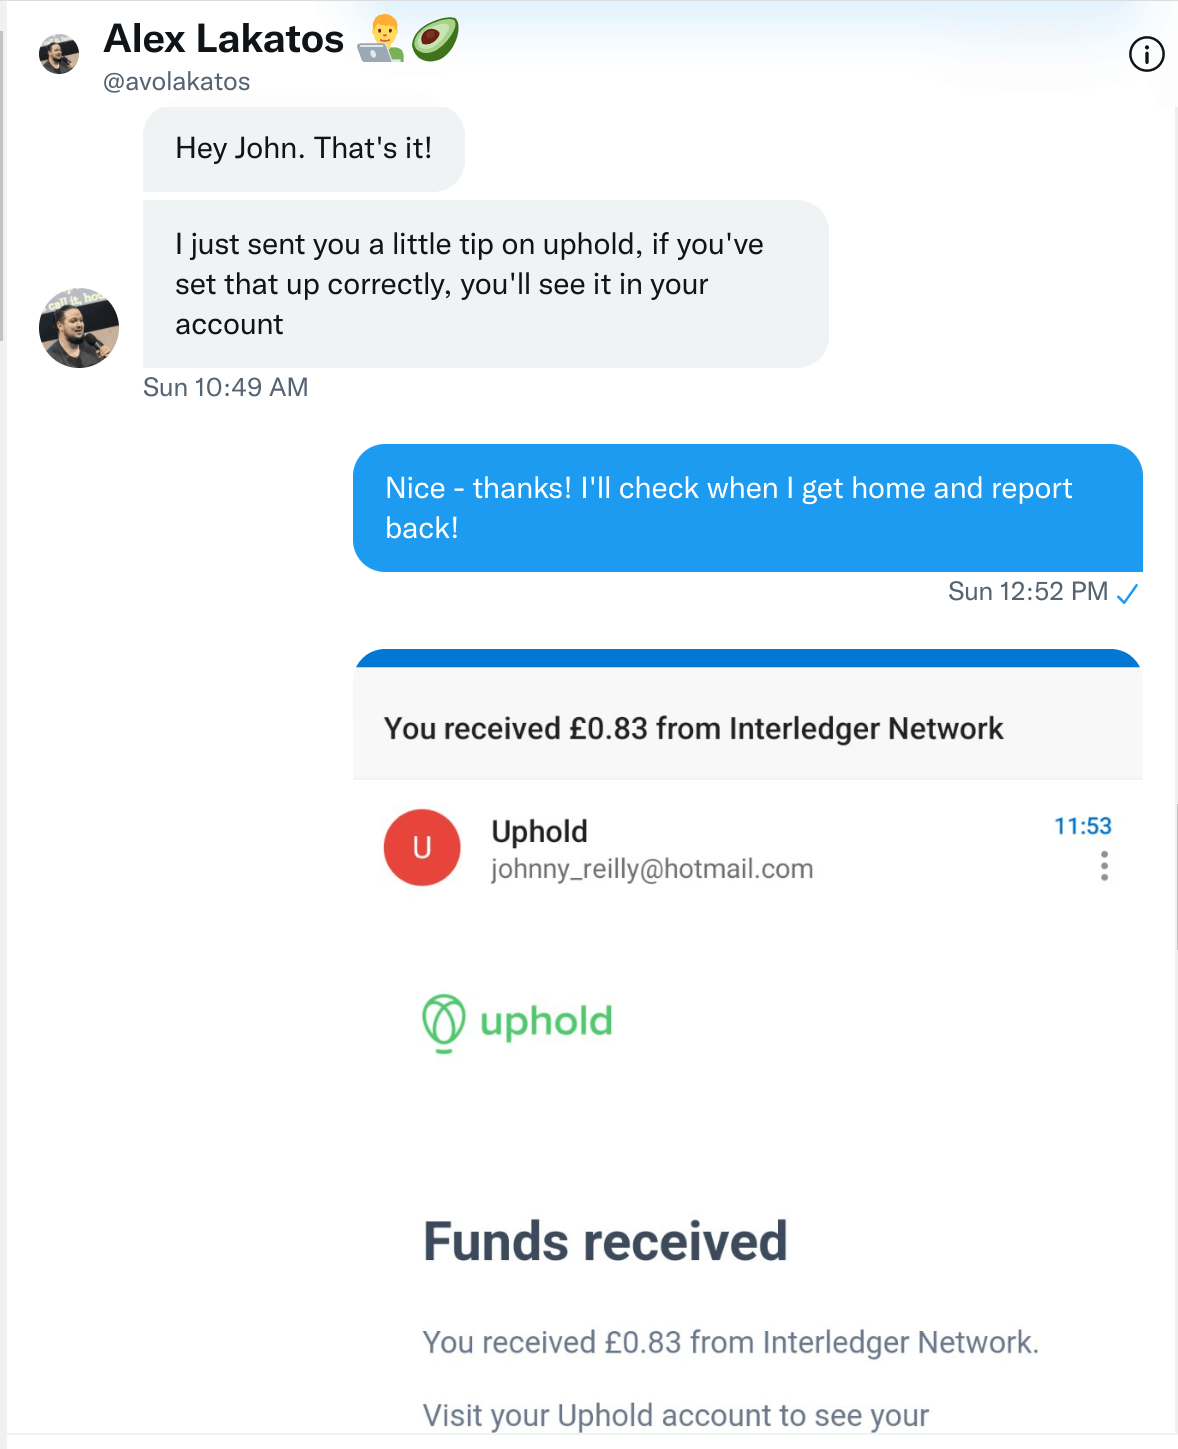 Alex Lakatos 👨‍💻🥑
@avolakatos
Hey John. That's it!
I just sent you a little tip on uphold, if you've
set that up correctly, you'll see it in your
account
call it, hou
Sun 10:49 AM
Nice - thanks! I'll check when I get home and report
back!
Sun 12:52 PM
You received £0.83 from Interledger Network
U
Uphold
11:53
johnny_reilly@hotmail.com
uphold
Funds received
You received £0.83 from Interledger Network.
Visit your Uphold account to see your